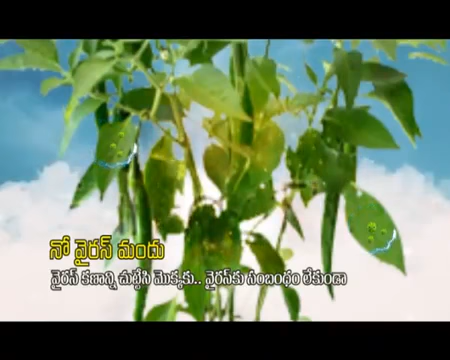 నో వైరస్ మందు
వైరస్ కణాన్ని చుట్టేసి మొక్కకు.. వైరస్‌కు సంబంధం లేకుండా